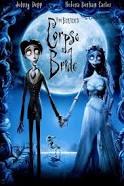 Johnny Depp Helena Bonham Carter
Tim Burton's
Corpse
Bride